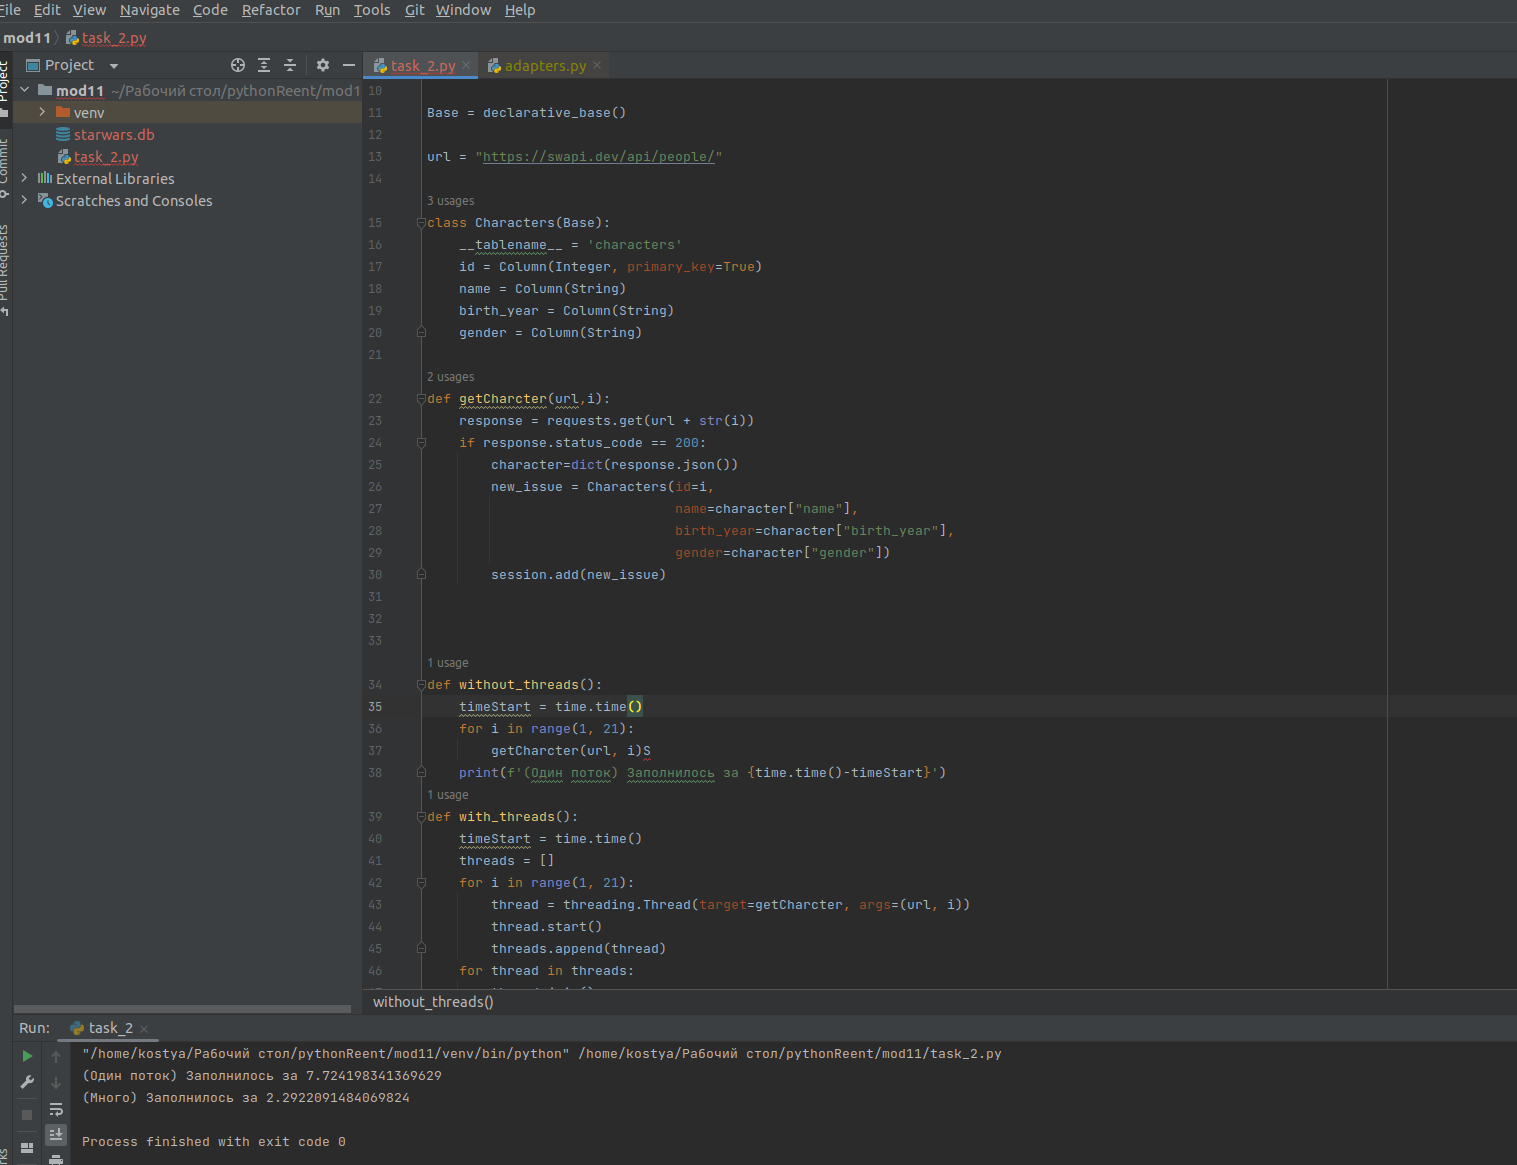 File Edit View Navigate Code Refactor Run Tools Git Window Help
mod11 task_2.py
Project
task_2.py
adapters.py
Project
Commit
Pull Requests
mod11 ~/Рабочий стол/pythonReent/mod1
venv
starwars.db
task_2.py
External Libraries
Scratches and Consoles
10
11 Base = declarative_base()
12
13 url = "https://swapi.dev/api/people/"
14
3 usages
15 class Characters(Base):
16 __tablename__ = 'characters'
17 id = Column(Integer, primary_key=True)
18 name = Column(String)
19 birth_year = Column(String)
20 gender = Column(String)
21
2 usages
22 def getCharcter(url,i):
23 response = requests.get(url + str(i))
24 if response.status_code == 200:
25 character=dict(response.json())
26 new_issue = Characters(id=i,
27 name=character["name"],
28 birth_year=character["birth_year"],
29 gender=character["gender"])
30 session.add(new_issue)
31
32
33
1 usage
34 def without_threads():
35 timeStart = time.time()
36 for i in range(1, 21):
37 getCharcter(url, i)S
38 print(f'(Один поток) Заполнилось за {time.time()-timeStart}')
1 usage
39 def with_threads():
40 timeStart = time.time()
41 threads = []
42 for i in range(1, 21):
43 thread = threading.Thread(target=getCharcter, args=(url, i))
44 thread.start()
45 threads.append(thread)
46 for thread in threads:
without_threads()
Run: task_2
"/home/kostya/Рабочий стол/pythonReent/mod11/venv/bin/python" /home/kostya/Рабочий стол/pythonReent/mod11/task_2.py
(Один поток) Заполнилось за 7.724198341369629
(Много) Заполнилось за 2.2922091484069824
Process finished with exit code 0